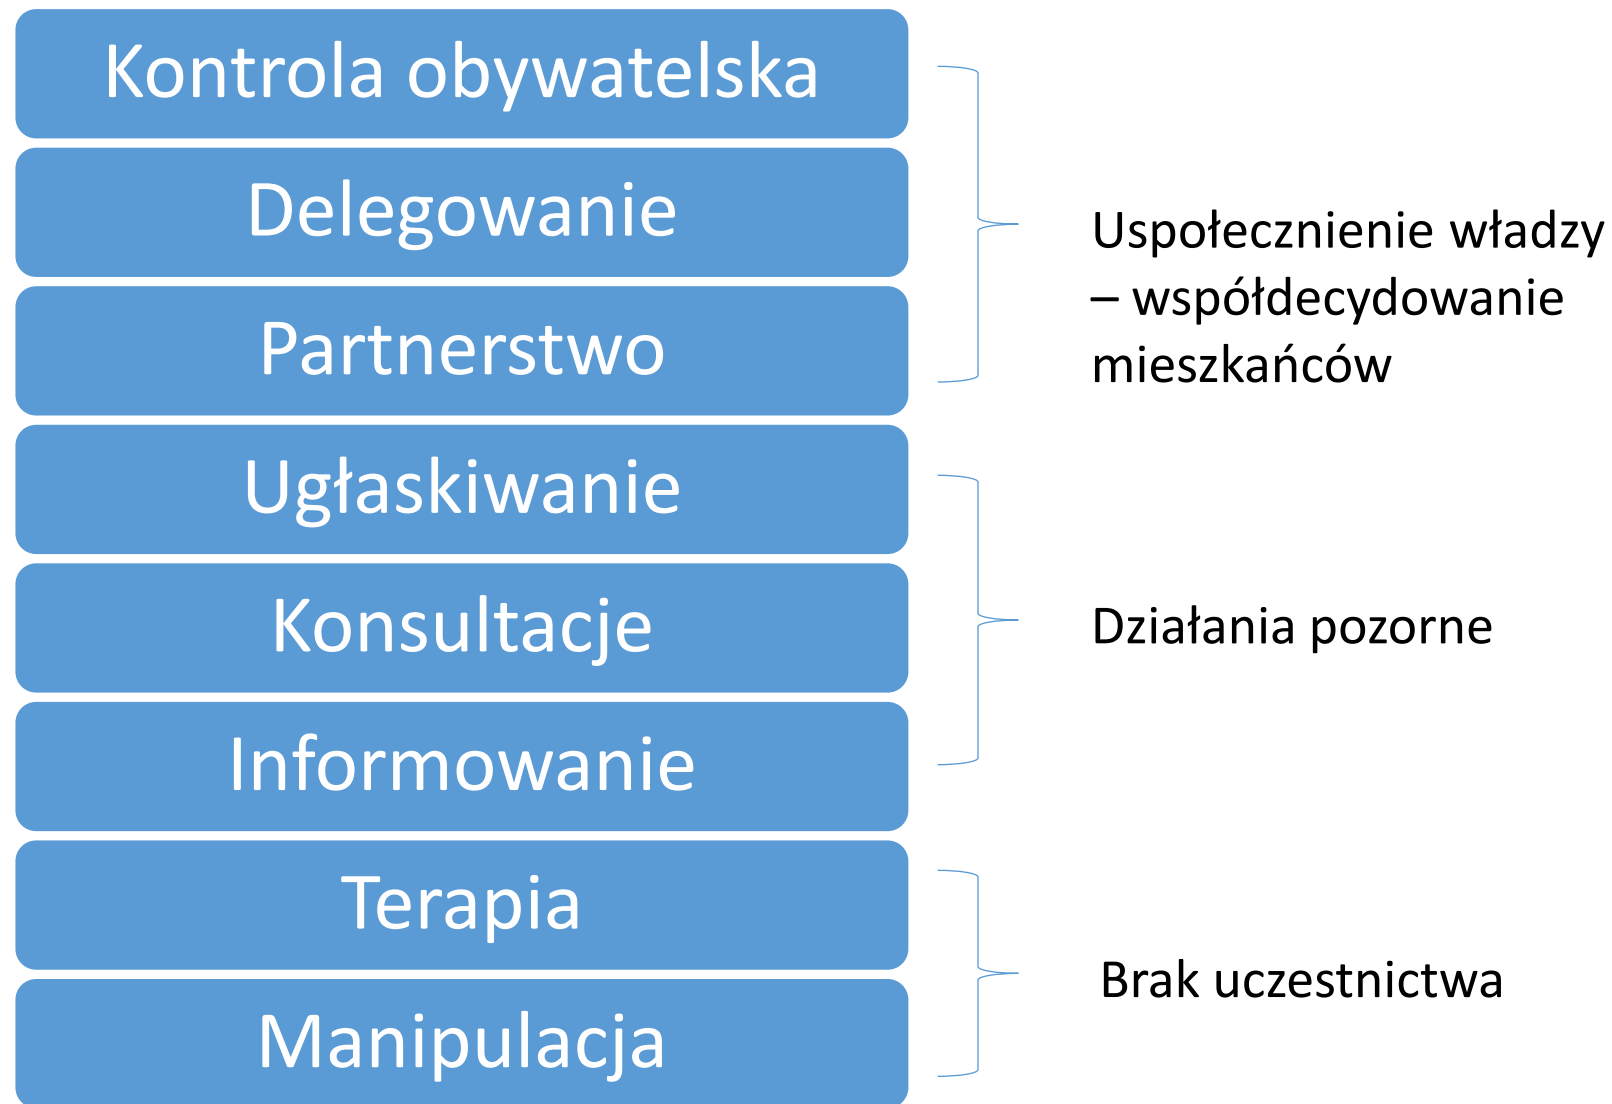 Kontrola obywatelska
Delegowanie
Partnerstwo
Uspołecznienie władzy
– współdecydowanie
mieszkańców
Ugłaskiwanie
Konsultacje
Informowanie
Działania pozorne
Terapia
Manipulacja
Brak uczestnictwa